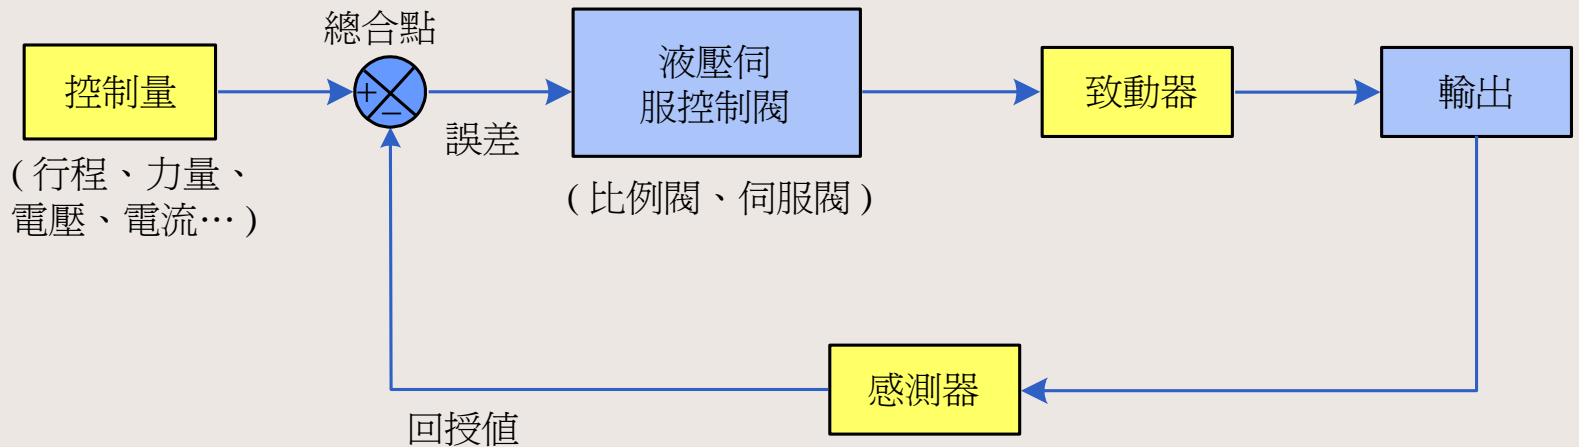 總合點
控制量
+
−
誤差
液壓伺
服控制閥
致動器
輸出
(行程、力量、
電壓、電流…)
(比例閥、伺服閥)
感測器
回授值